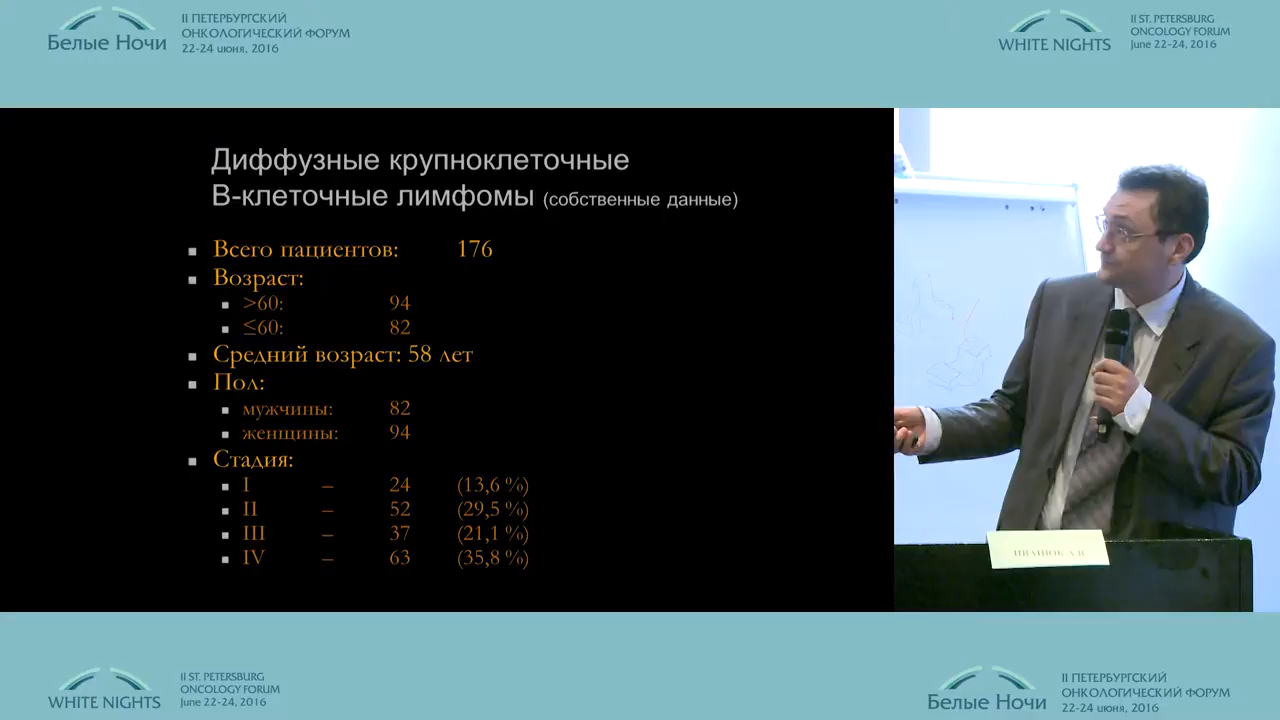 Белые Ночи
II ПЕТЕРБУРГСКИЙ
ОНКОЛОГИЧЕСКИЙ ФОРУМ
22-24 июня, 2016
WHITE NIGHTS
II ST. PETERSBURG
ONCOLOGY FORUM
June 22-24, 2016
Диффузные крупноклеточные
В-клеточные лимфомы (собственные данные)
Всего пациентов: 176
Возраст:
>60: 94
≤60: 82
Средний возраст: 58 лет
Пол:
мужчины: 82
женщины: 94
Стадия:
I – 24 (13,6 %)
II – 52 (29,5 %)
III – 37 (21,1 %)
IV – 63 (35,8 %)
WHITE NIGHTS
II ST. PETERSBURG
ONCOLOGY FORUM
June 22-24, 2016
Белые Ночи
II ПЕТЕРБУРГСКИЙ
ОНКОЛОГИЧЕСКИЙ ФОРУМ
22-24 июня, 2016